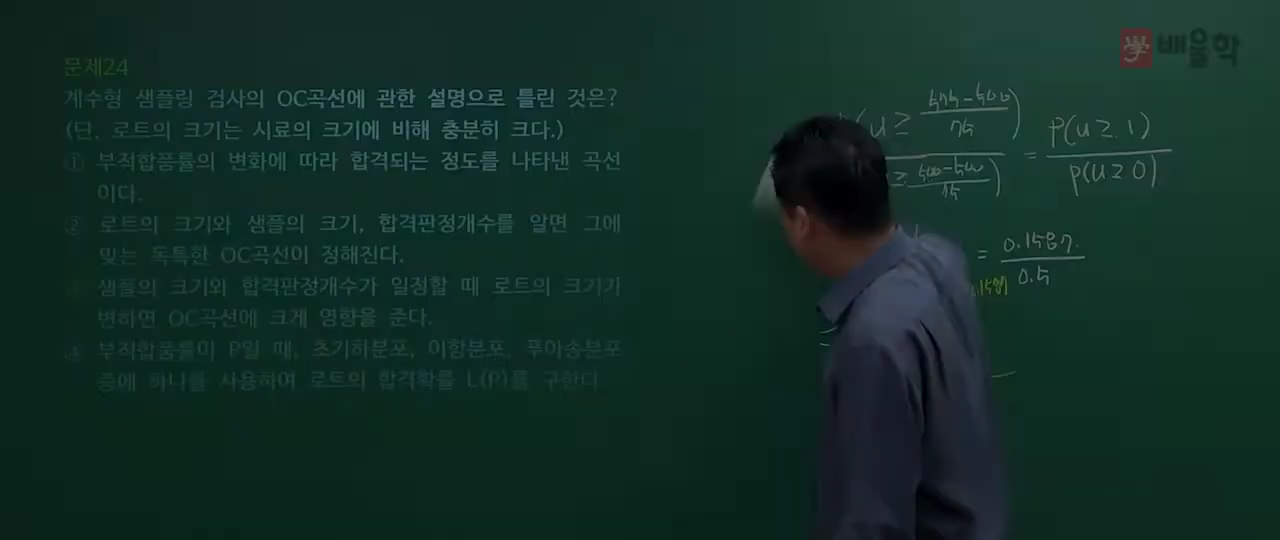 배울학
문제24
계수형 샘플링 검사의 OC곡선에 관한 설명으로 틀린 것은?
(단, 로트의 크기는 시료의 크기에 비해 충분히 크다.)
① 부적합품률의 변화에 따라 합격되는 정도를 나타낸 곡선
이다.
② 로트의 크기와 샘플의 크기, 합격판정개수를 알면 그에
맞는 독특한 OC곡선이 정해진다.
③ 샘플의 크기와 합격판정개수가 일정할 때 로트의 크기가
변하면 OC곡선에 크게 영향을 준다.
④ 부적합품률이 P일 때, 초기하분포, 이항분포, 푸아송분포
중에 하나를 사용하여 로트의 합격확률 L(P)를 구한다.
(u ≥ 575-500/75) / ≥ 500-500/75) = P(u ≥ 1) / P(u ≥ 0)
= 0.1587 / 0.5